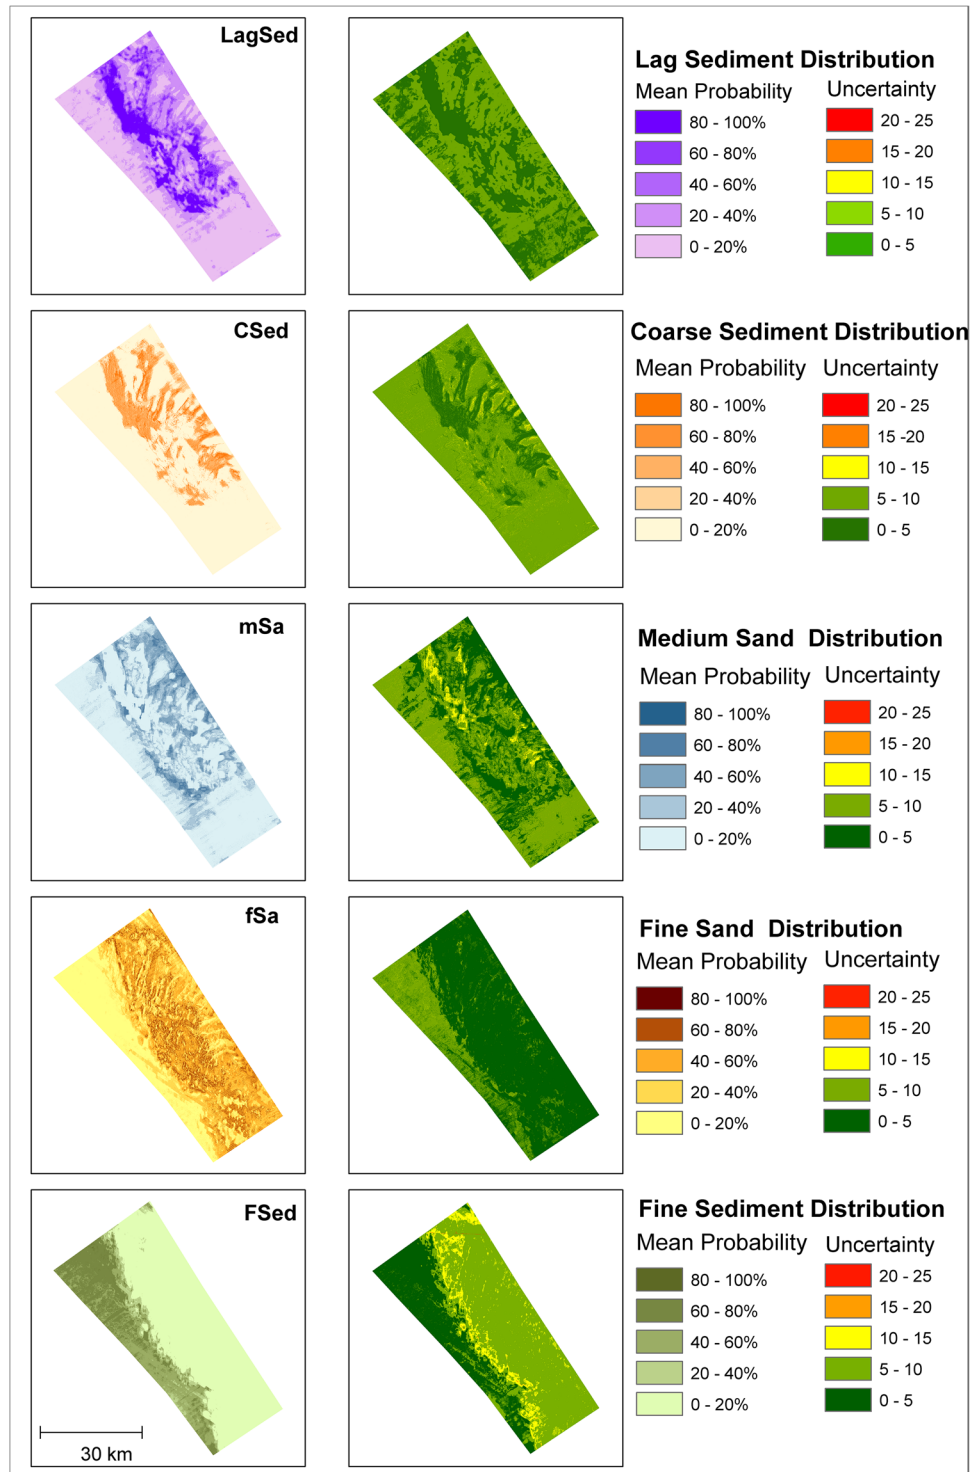 LagSed
Lag Sediment Distribution
Mean Probability Uncertainty
80 - 100% 20 - 25
60 - 80% 15 - 20
40 - 60% 10 - 15
20 - 40% 5 - 10
0 - 20% 0 - 5
CSed
Coarse Sediment Distribution
Mean Probability Uncertainty
80 - 100% 20 - 25
60 - 80% 15 -20
40 - 60% 10 - 15
20 - 40% 5 - 10
0 - 20% 0 - 5
mSa
Medium Sand Distribution
Mean Probability Uncertainty
80 - 100% 20 - 25
60 - 80% 15 - 20
40 - 60% 10 - 15
20 - 40% 5 - 10
0 - 20% 0 - 5
fSa
Fine Sand Distribution
Mean Probability Uncertainty
80 - 100% 20 - 25
60 - 80% 15 - 20
40 - 60% 10 - 15
20 - 40% 5 - 10
0 - 20% 0 - 5
FSed
Fine Sediment Distribution
Mean Probability Uncertainty
80 - 100% 20 - 25
60 - 80% 15 - 20
40 - 60% 10 - 15
20 - 40% 5 - 10
0 - 20% 0 - 5
30 km